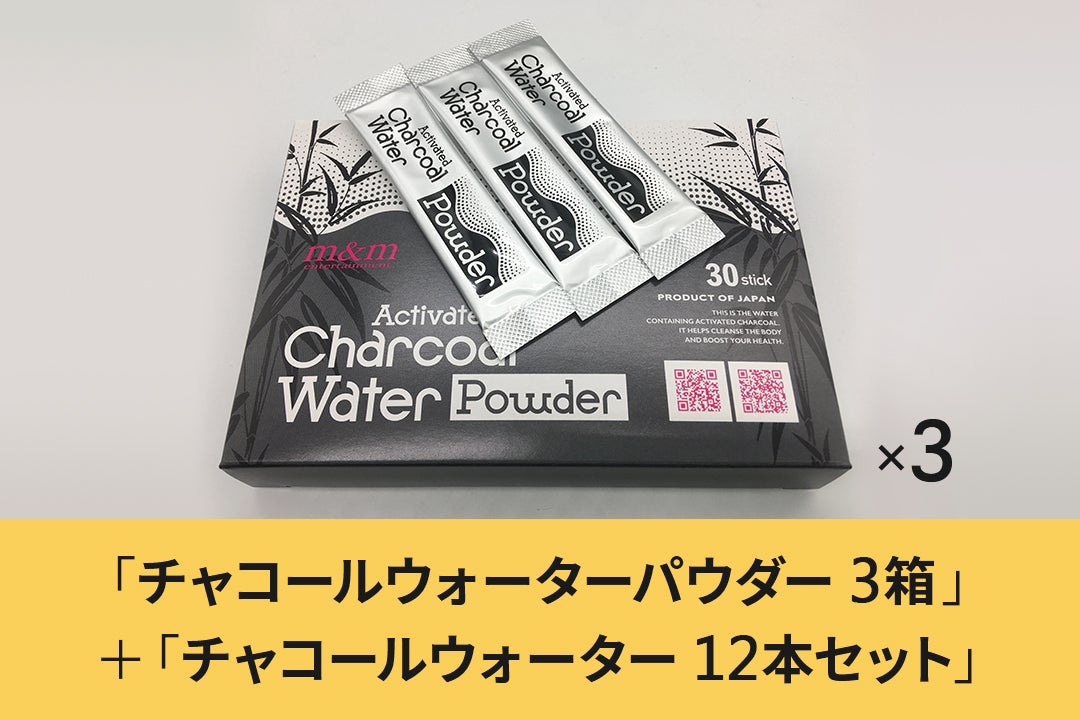 Activated
Charcoal
Water
Powder
Activated
Charcoal
Water
Powder
Activated
Charcoal
Water
Powder
m&m
entertainment
30 stick
PRODUCT OF JAPAN
THIS IS THE WATER
CONTAINING ACTIVATED CHARCOAL.
IT HELPS CLEANSE THE BODY
AND BOOST YOUR HEALTH.
Activate
Charcoal
Water Powder
×3
「チャコールウォーターパウダー 3箱」
＋「チャコールウォーター 12本セット」